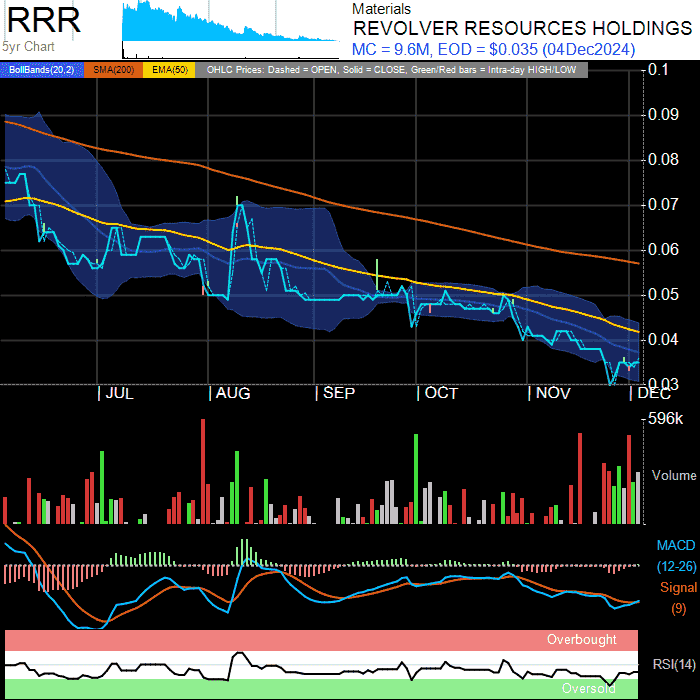 RRR
5yr Chart
Materials
REVOLVER RESOURCES HOLDINGS
MC = 9.6M, EOD = $0.035 (04Dec2024)
BollBands(20,2) SMA(200) EMA(50) OHLC Prices: Dashed = OPEN, Solid = CLOSE, Green/Red bars = Intra-day HIGH/LOW
0.1
0.09
0.08
0.07
0.06
0.05
0.04
0.03
JUL AUG SEP OCT NOV DEC
596k
Volume
MACD
(12-26)
Signal
(9)
Overbought
RSI(14)
Oversold